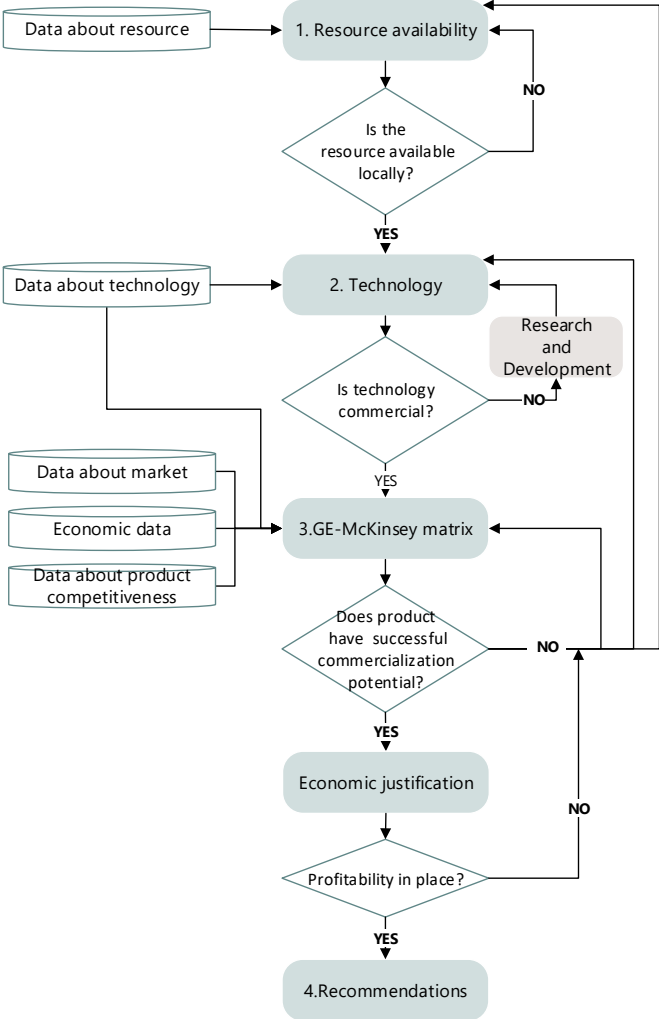 Data about resource
1. Resource availability
NO
Is the
resource available
locally?
YES
Data about technology
2. Technology
Research
and
Development
Is technology
commercial?
NO
YES
Data about market
Economic data
3.GE-McKinsey matrix
Data about product
competitiveness
Does product
have successful
commercialization
potential?
NO
YES
Economic justification
NO
Profitability in place?
YES
4.Recommendations